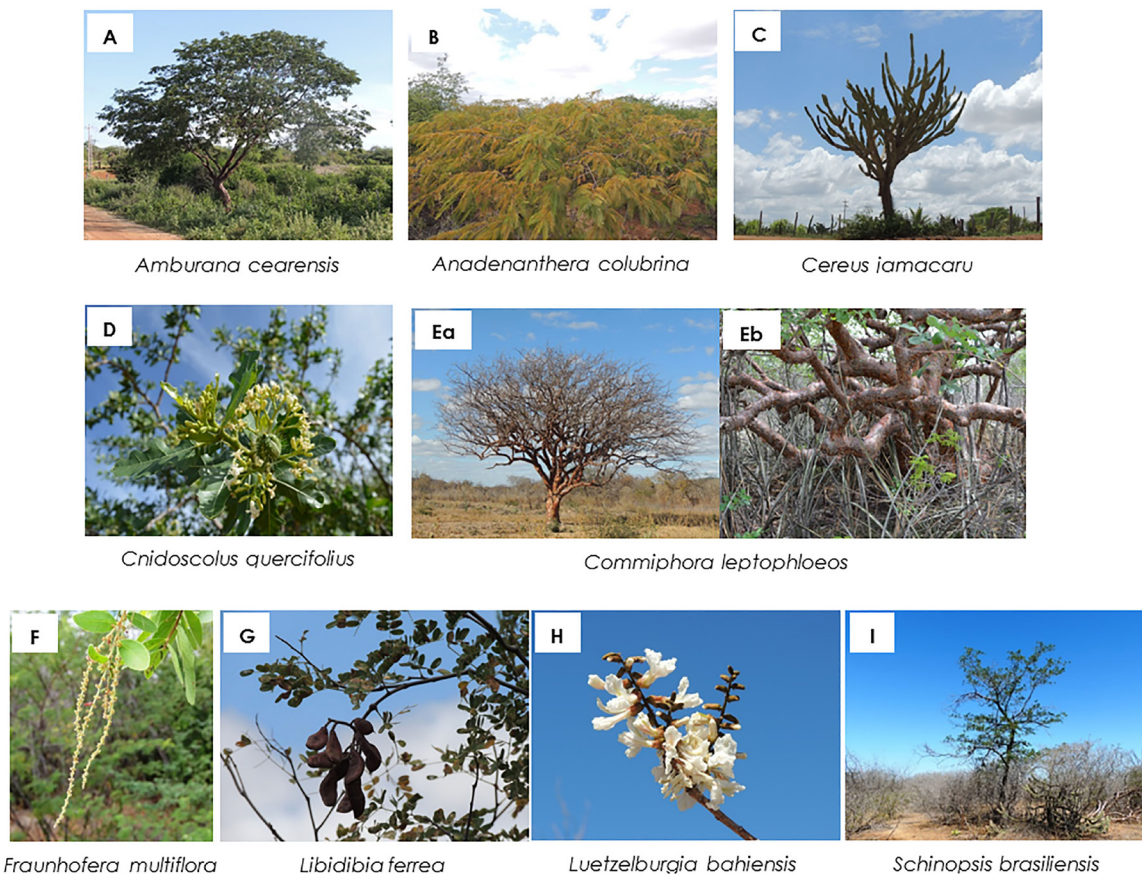 A
B
C
Amburana cearensis
Anadenanthera colubrina
Cereus jamacaru
D
Ea
Eb
Cnidoscolus quercifolius
Commiphora leptophloeos
F
G
H
I
Fraunhofera multiflora
Libidibia ferrea
Luetzelburgia bahiensis
Schinopsis brasiliensis